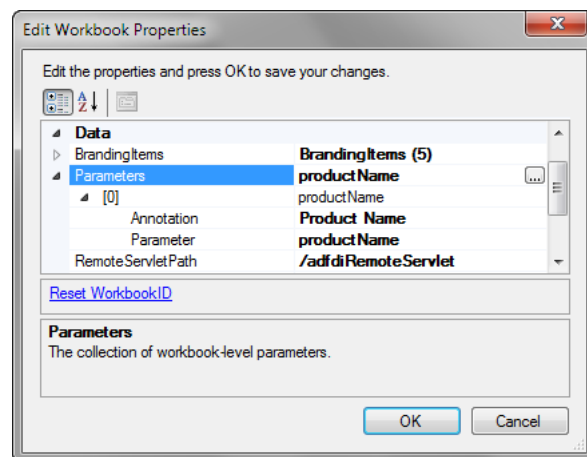 Edit Workbook Properties
Edit the properties and press OK to save your changes.
Data
BrandingItems BrandingItems (5)
Parameters productName ...
[0] productName
Annotation Product Name
Parameter productName
RemoteServletPath /adfdiRemoteServlet
Reset WorkbookID
Parameters
The collection of workbook-level parameters.
OK Cancel